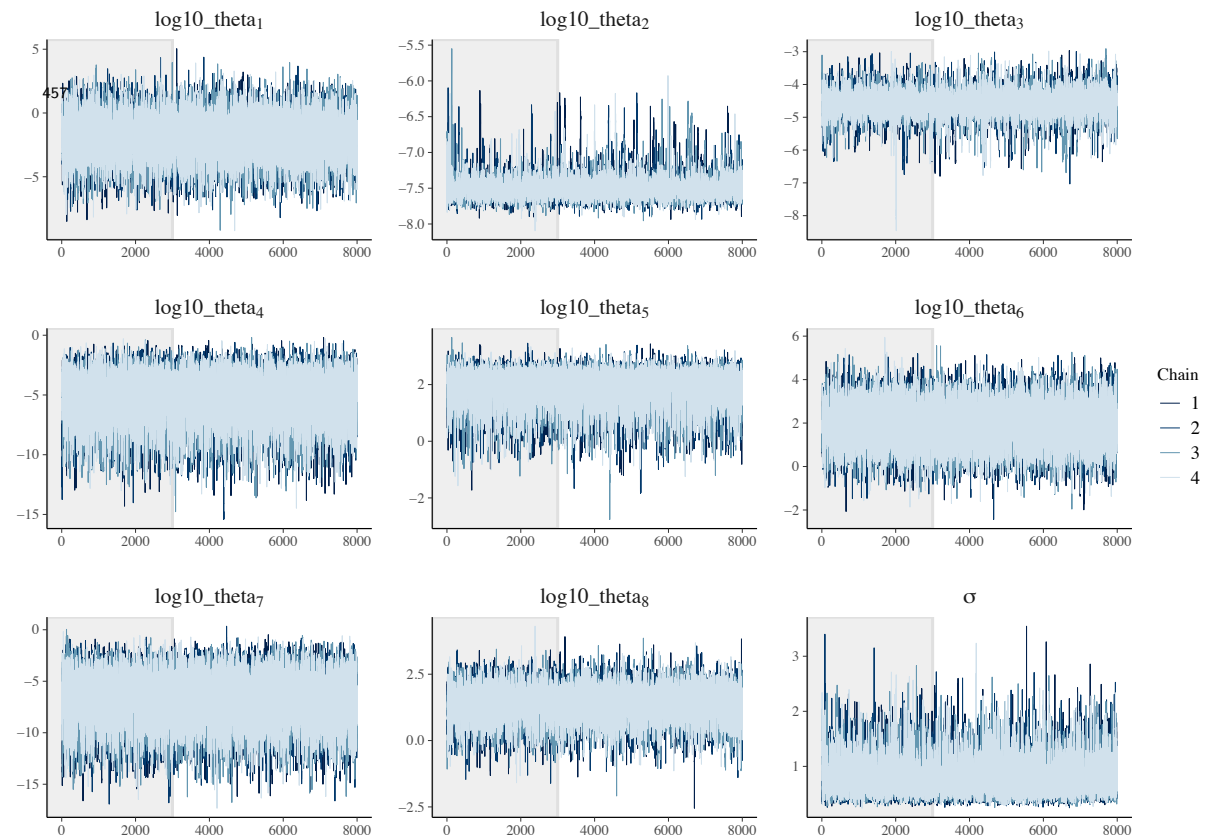 log10_theta1
log10_theta2
log10_theta3
5
0
−5
457
−5.5
−6.0
−6.5
−7.0
−7.5
−8.0
−3
−4
−5
−6
−7
−8
0 2000 4000 6000 8000
0 2000 4000 6000 8000
0 2000 4000 6000 8000
log10_theta4
log10_theta5
log10_theta6
0
−5
−10
−15
2
0
−2
6
4
2
0
−2
0 2000 4000 6000 8000
0 2000 4000 6000 8000
0 2000 4000 6000 8000
Chain
1
2
3
4
log10_theta7
log10_theta8
σ
0
−5
−10
−15
2.5
0.0
−2.5
3
2
1
0 2000 4000 6000 8000
0 2000 4000 6000 8000
0 2000 4000 6000 8000